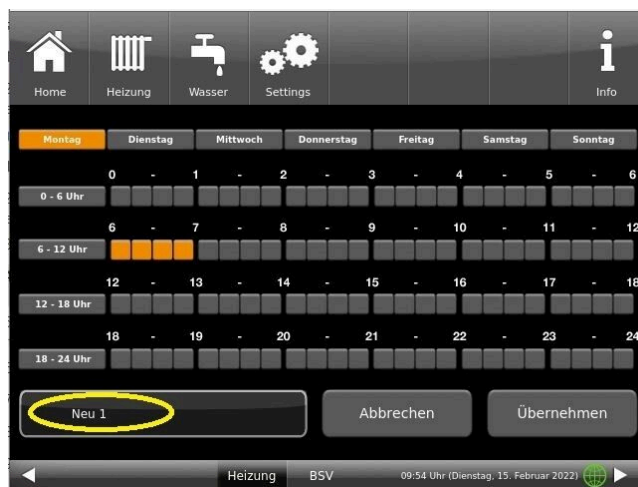 Home Heizung Wasser Settings Info
Montag Dienstag Mittwoch Donnerstag Freitag Samstag Sonntag
0 - 1 - 2 - 3 - 4 - 5 - 6
0 - 6 Uhr
6 - 7 - 8 - 9 - 10 - 11 - 12
6 - 12 Uhr
12 - 13 - 14 - 15 - 16 - 17 - 18
12 - 18 Uhr
18 - 19 - 20 - 21 - 22 - 23 - 24
18 - 24 Uhr
Neu 1 Abbrechen Übernehmen
Heizung BSV 09:54 Uhr (Dienstag, 15. Februar 2022)